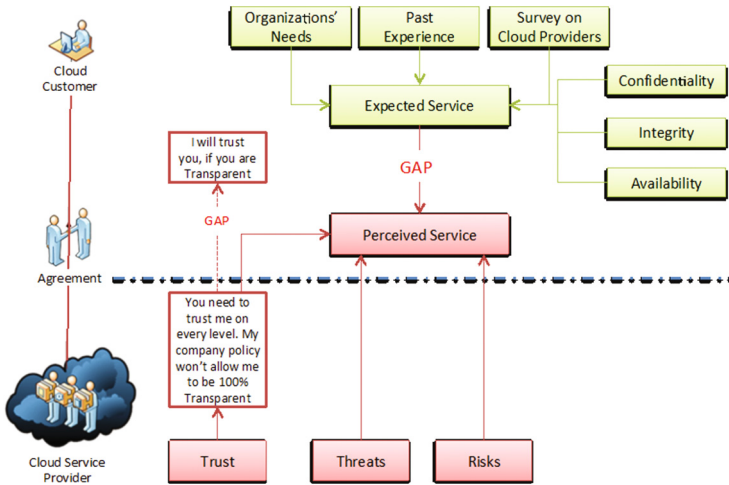 Organizations'
Needs
Past
Experience
Survey on
Cloud Providers
Cloud
Customer
Expected Service
Confidentiality
Integrity
Availability
I will trust
you, if you are
Transparent
GAP
GAP
Perceived Service
Agreement
You need to
trust me on
every level. My
company policy
won't allow me
to be 100%
Transparent
Cloud Service
Provider
Trust
Threats
Risks